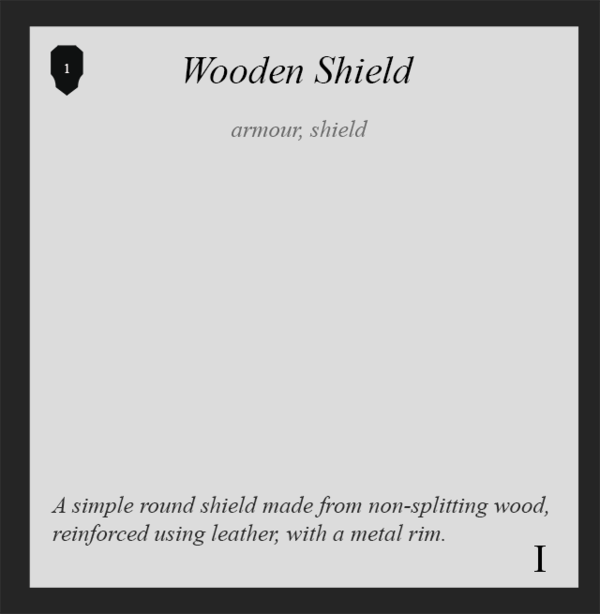 1
Wooden Shield
armour, shield
A simple round shield made from non-splitting wood,
reinforced using leather, with a metal rim.
I